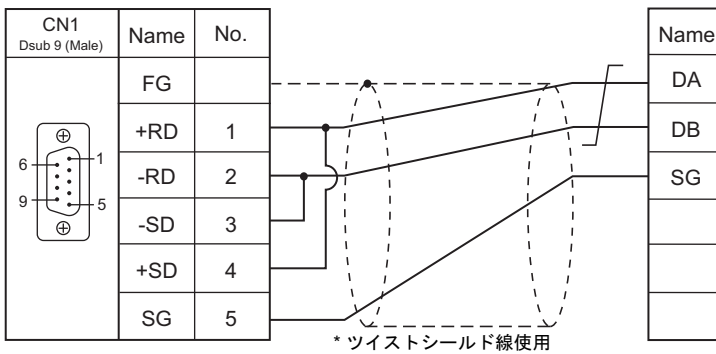 CN1
Dsub 9 (Male)
Name
No.
Name
FG
DA
+RD
1
DB
-RD
2
SG
-SD
3
+SD
4
SG
5
6
1
9
5
* ツイストシールド線使用